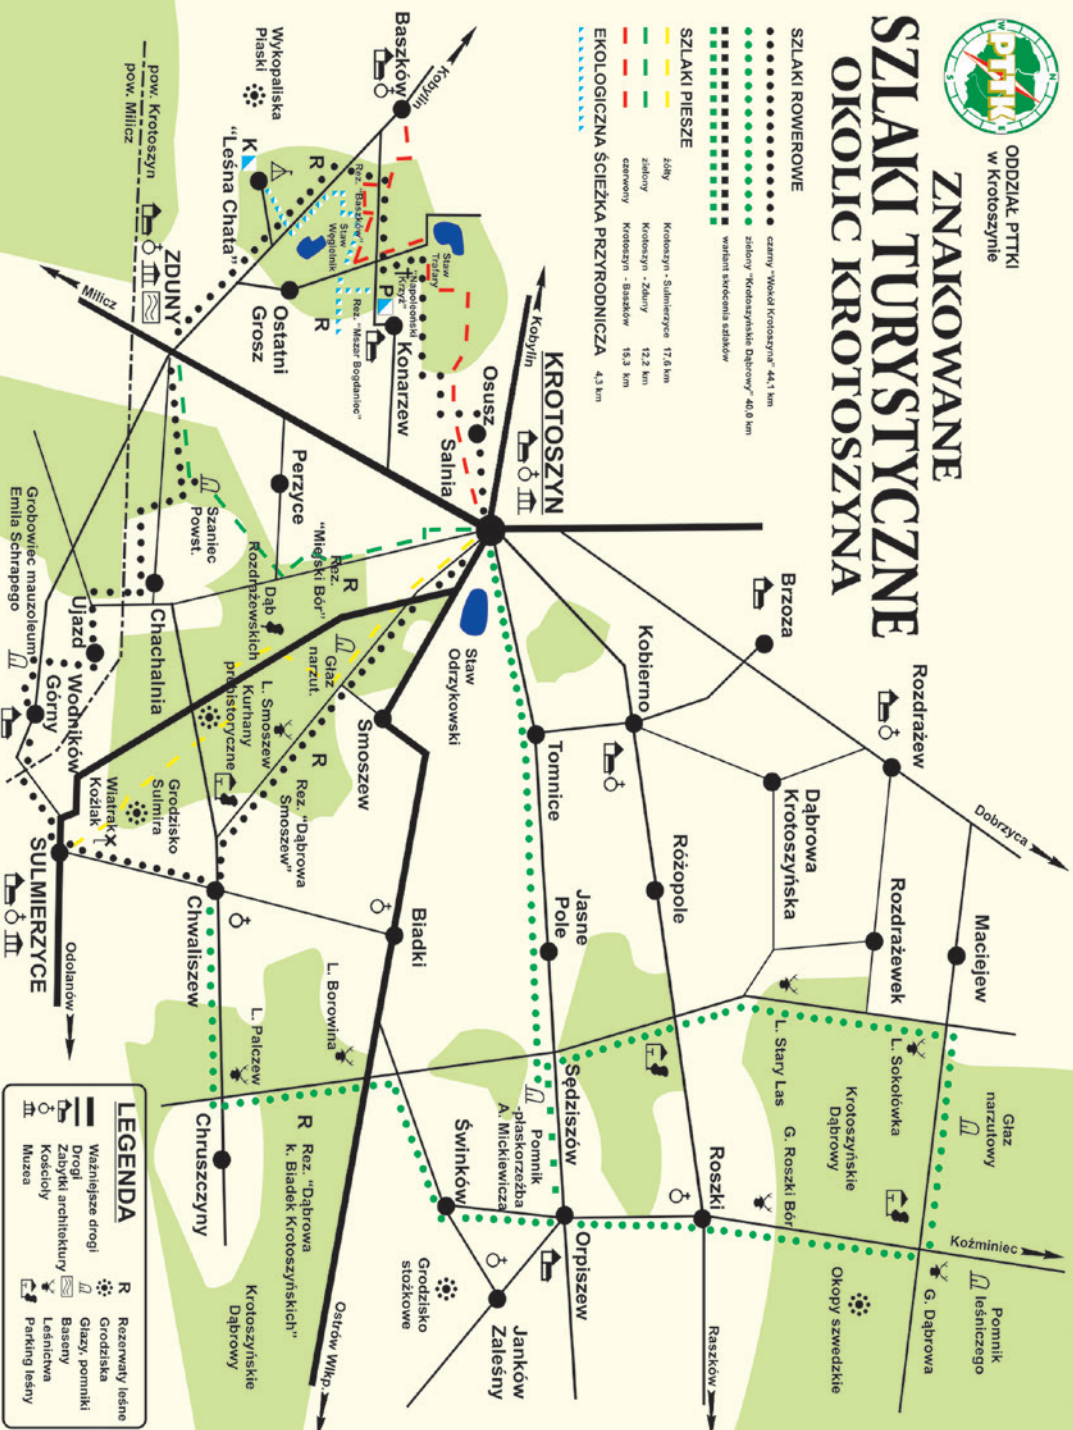 PTTK
N
E
S
W
ODDZIAŁ PTTKI
w Krotoszynie
ZNAKOWANE
SZLAKI TURYSTYCZNE
OKOLIC KROTOSZYNA
SZLAKI ROWEROWE
czarny "Wokół Krotoszyna" 44,1 km
zielony "Krotoszyńskie Dąbrowy" 40,0 km
wariant skrócenia szlaków
SZLAKI PIESZE
żółty Krotoszyn - Sulmierzyce 17,6 km
zielony Krotoszyn - Zduny 12,2 km
czerwony Krotoszyn - Baszków 15,3 km
EKOLOGICZNA ŚCIEŻKA PRZYRODNICZA 4,3 km
Baszków
Kobylin
Wykopaliska
Piaski
K
"Leśna Chata"
R
Rez. "Baszków"
Staw
Węgielnik
Staw
Trafary
"Napoleoński
Krzyż"
P
Rez. "Mszar Bogdaniec"
R
Konarzew
Ostatni
Grosz
pow. Krotoszyn
pow. Milicz
ZDUNY
Milicz
Kobylin
KROTOSZYN
Osusz
Salnia
Perzyce
Szaniec
Powst.
Rez.
"Miejski Bór"
R
Dąb
Rozdrażewskich
Głaz
narzut.
Staw
Odrzykowski
Smoszew
L. Smoszew
Kurhany
prehistoryczne
R
Rez. "Dąbrowa
Smoszew"
Chachalnia
Ujazd
Grobowiec mauzoleum
Emila Schrapego
Wodników
Górny
Grodzisko
Sulmira
Wiatrak
Koźlak
SULMIERZYCE
Odolanów
Chwaliszew
Biadki
Brzoza
Kobierno
Rozdrażew
Dobrzyca
Tomnice
Dąbrowa
Krotoszyńska
Różopole
Rozdrażewek
Maciejew
Jasne
Pole
L. Borowina
L. Palczew
L. Stary Las
L. Sokołówka
Głaz
narzutowy
Krotoszyńskie
Dąbrowy
Sędziszów
Pomnik
-płaskorzeźba
A. Mickiewicza
Świnków
Roszki
G. Roszki Bór
Koźminiec
Pomnik
leśniczego
G. Dąbrowa
Okopy szwedzkie
Orpiszew
Raszków
Grodzisko
stożkowe
Janków
Zaleśny
Chruszczyny
R
Rez. "Dąbrowa
k. Biadek Krotoszyńskich"
Krotoszyńskie
Dąbrowy
Ostrów Wlkp.
LEGENDA
Ważniejsze drogi
Drogi
Zabytki architektury
Kościoły
Muzea
R Rezerwaty leśne
Grodziska
Głazy, pomniki
Baseny
Leśnictwa
Parking leśny